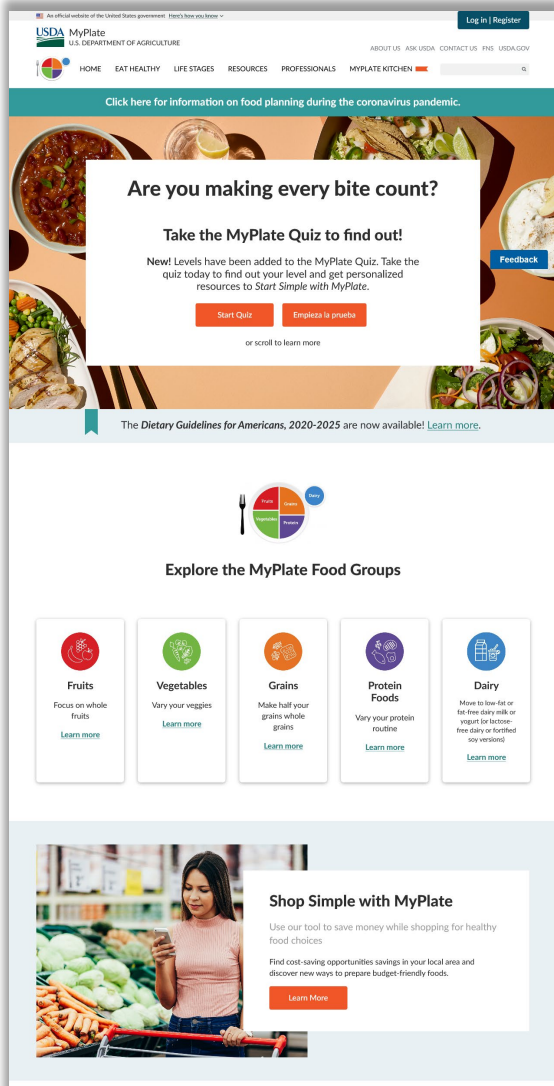 An official website of the United States government Here's how you know
Log in | Register
USDA MyPlate
U.S. DEPARTMENT OF AGRICULTURE
ABOUT US ASK USDA CONTACT US FNS USDA.GOV
HOME EAT HEALTHY LIFE STAGES RESOURCES PROFESSIONALS MYPLATE KITCHEN
Click here for information on food planning during the coronavirus pandemic.
Are you making every bite count?
Take the MyPlate Quiz to find out!
New! Levels have been added to the MyPlate Quiz. Take the
quiz today to find out your level and get personalized
resources to Start Simple with MyPlate.
Start Quiz
Empieza la prueba
or scroll to learn more
Feedback
The Dietary Guidelines for Americans, 2020-2025 are now available! Learn more.
Dairy
Fruits
Grains
Vegetables
Protein
Explore the MyPlate Food Groups
Fruits
Focus on whole
fruits
Learn more
Vegetables
Vary your veggies
Learn more
Grains
Make half your
grains whole
grains
Learn more
Protein
Foods
Vary your protein
routine
Learn more
Dairy
Move to low-fat or
fat-free dairy milk or
yogurt (or lactose-
free dairy or fortified
soy versions)
Learn more
Shop Simple with MyPlate
Use our tool to save money while shopping for healthy
food choices
Find cost-saving opportunities savings in your local area and
discover new ways to prepare budget-friendly foods.
Learn More